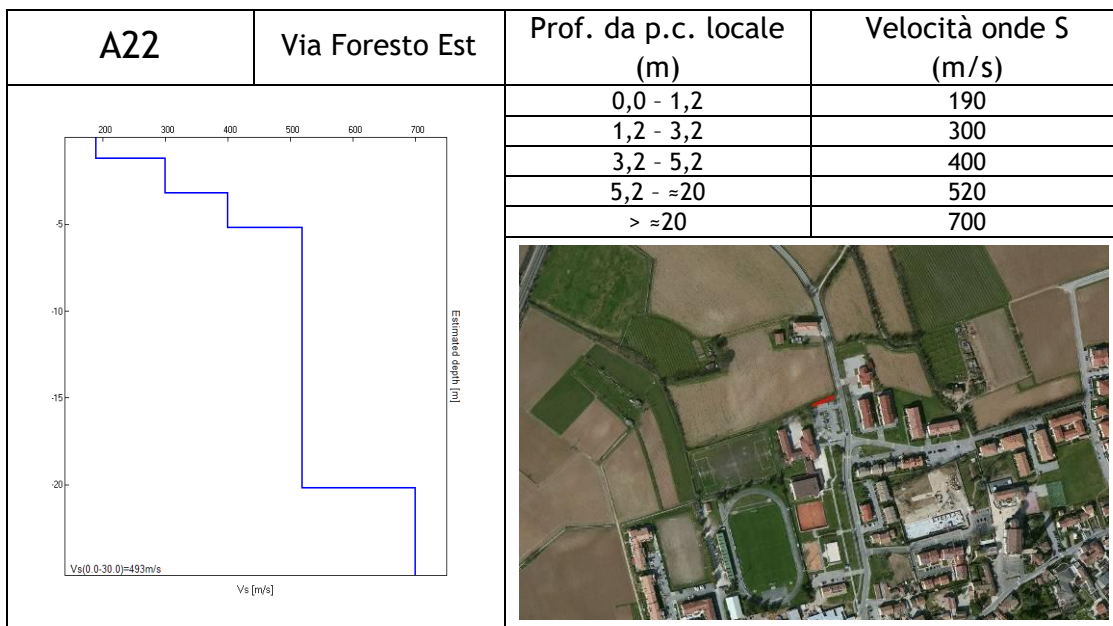 A22
Via Foresto Est
Prof. da p.c. locale
(m)
Velocità onde S
(m/s)
0,0 - 1,2 190
1,2 - 3,2 300
3,2 - 5,2 400
5,2 - ≈20 520
> ≈20 700
200 300 400 500 600 700
-5
-10
-15
-20
Estimated depth [m]
Vs(0.0-30.0)=493m/s
Vs [m/s]